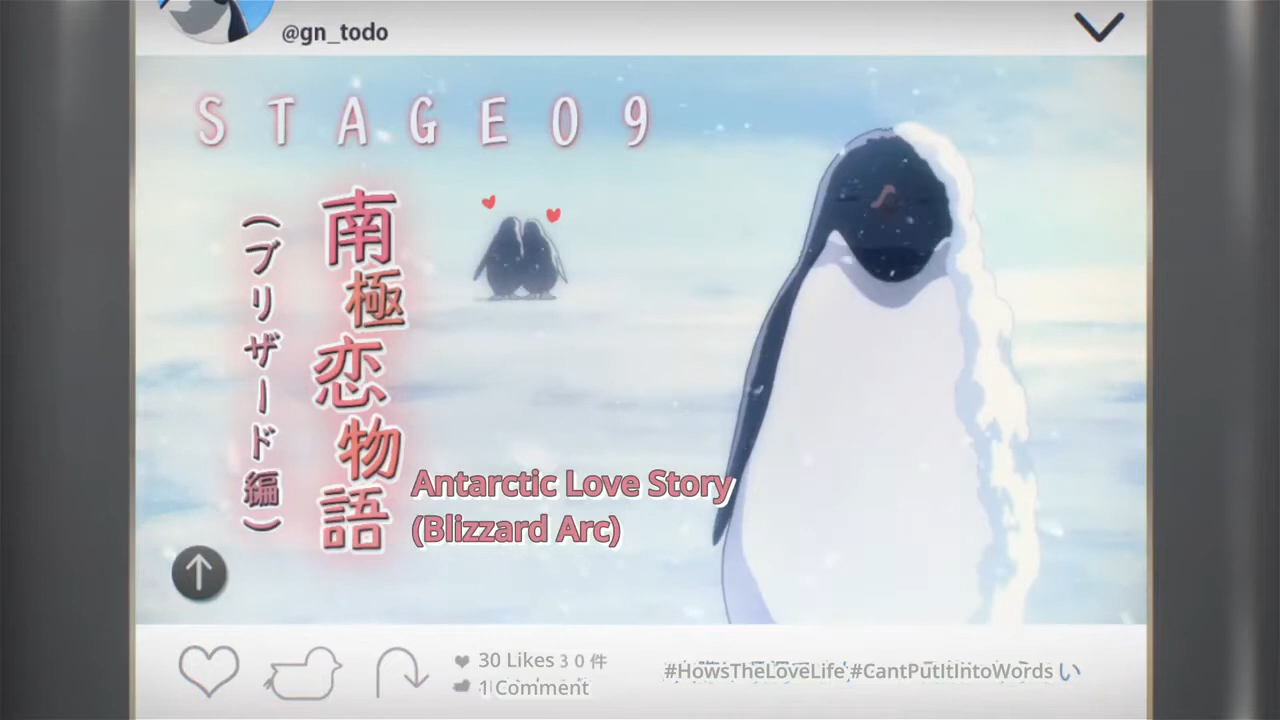 @gn_todo
STAGE09
南極恋物語
(ブリザード編)
Antarctic Love Story
(Blizzard Arc)
30 Likes 30件
1 Comment
#HowsTheLoveLife #CantPutItIntoWords い